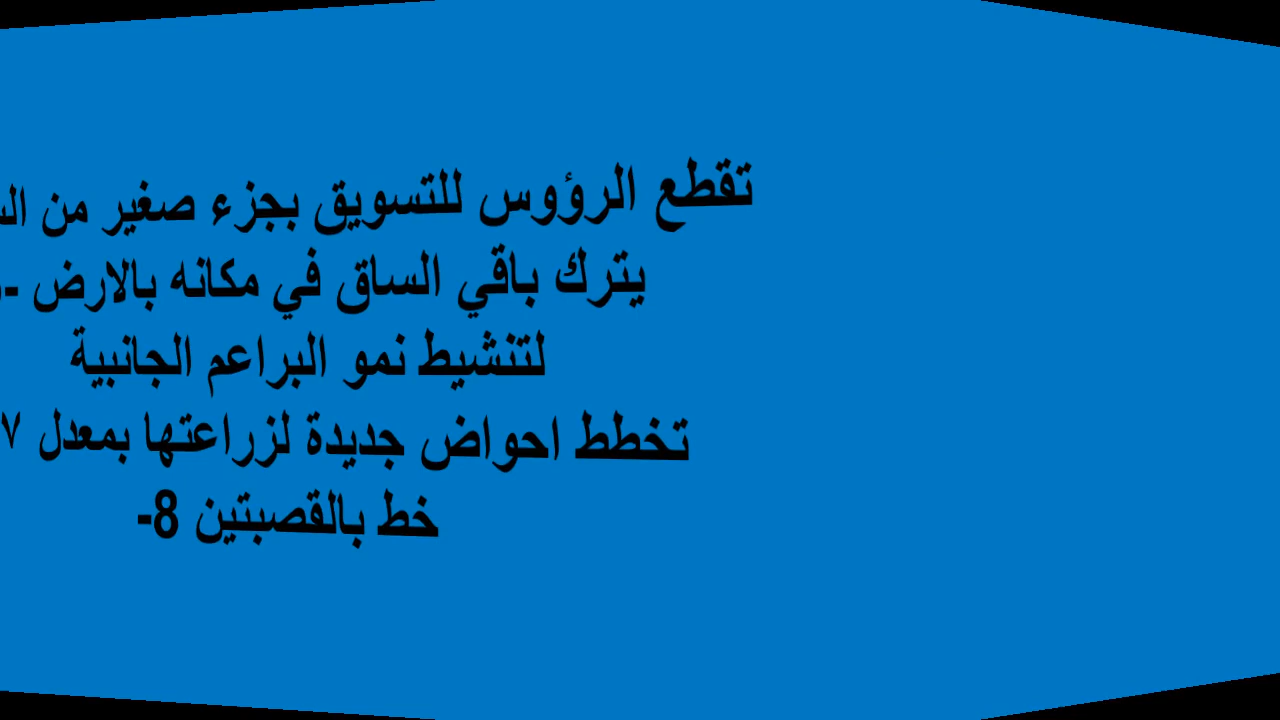 تقطع الرؤوس للتسويق بجزء صغير من
يترك باقي الساق في مكانه بالارض -
لتنشيط نمو البراعم الجانبية
تخطط احواض جديدة لزراعتها بمعدل ٧
خط بالقصبتين 8-